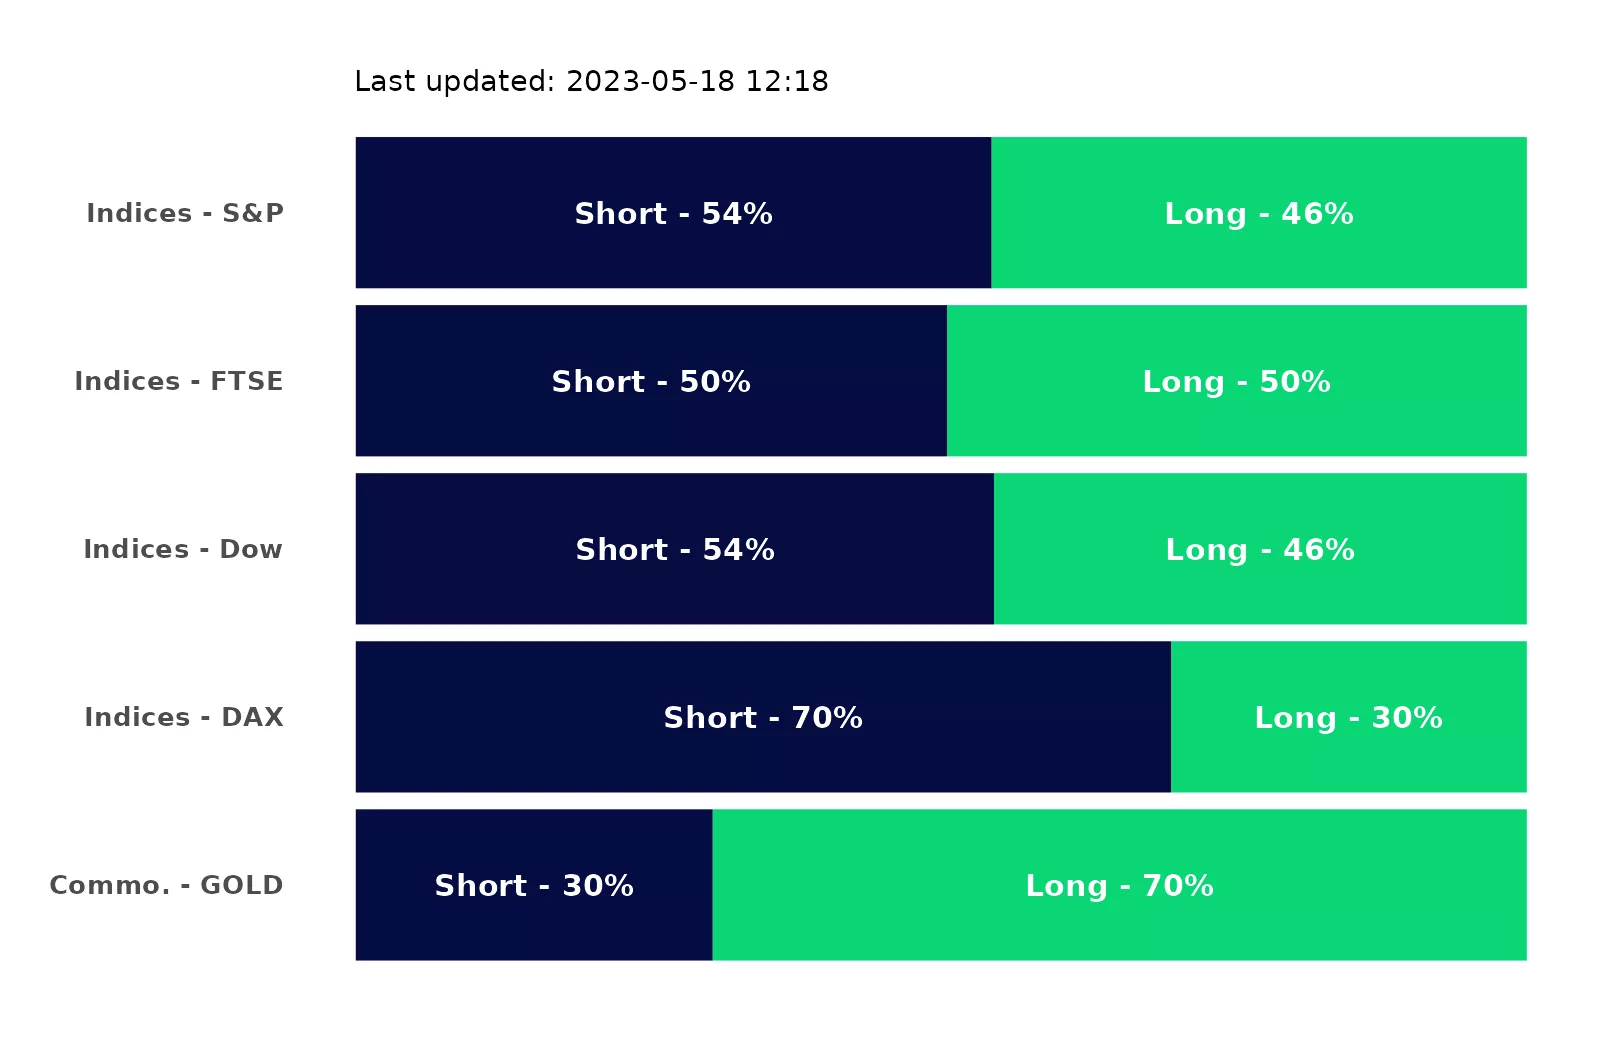 Last updated: 2023-05-18 12:18
Indices - S&P Short - 54% Long - 46%
Indices - FTSE Short - 50% Long - 50%
Indices - Dow Short - 54% Long - 46%
Indices - DAX Short - 70% Long - 30%
Commo. - GOLD Short - 30% Long - 70%